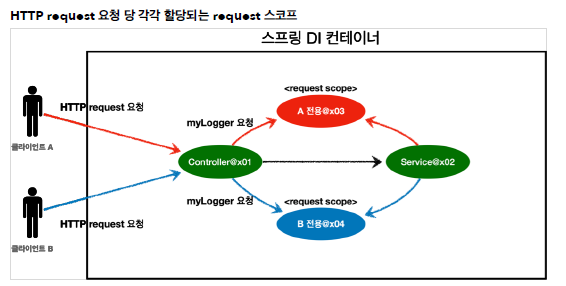 HTTP request 요청 당 각각 할당되는 request 스코프
스프링 DI 컨테이너
<request scope>
A 전용@x03
HTTP request 요청
myLogger 요청
클라이언트 A
Controller@x01
Service@x02
myLogger 요청
<request scope>
B 전용@x04
HTTP request 요청
클라이언트 B